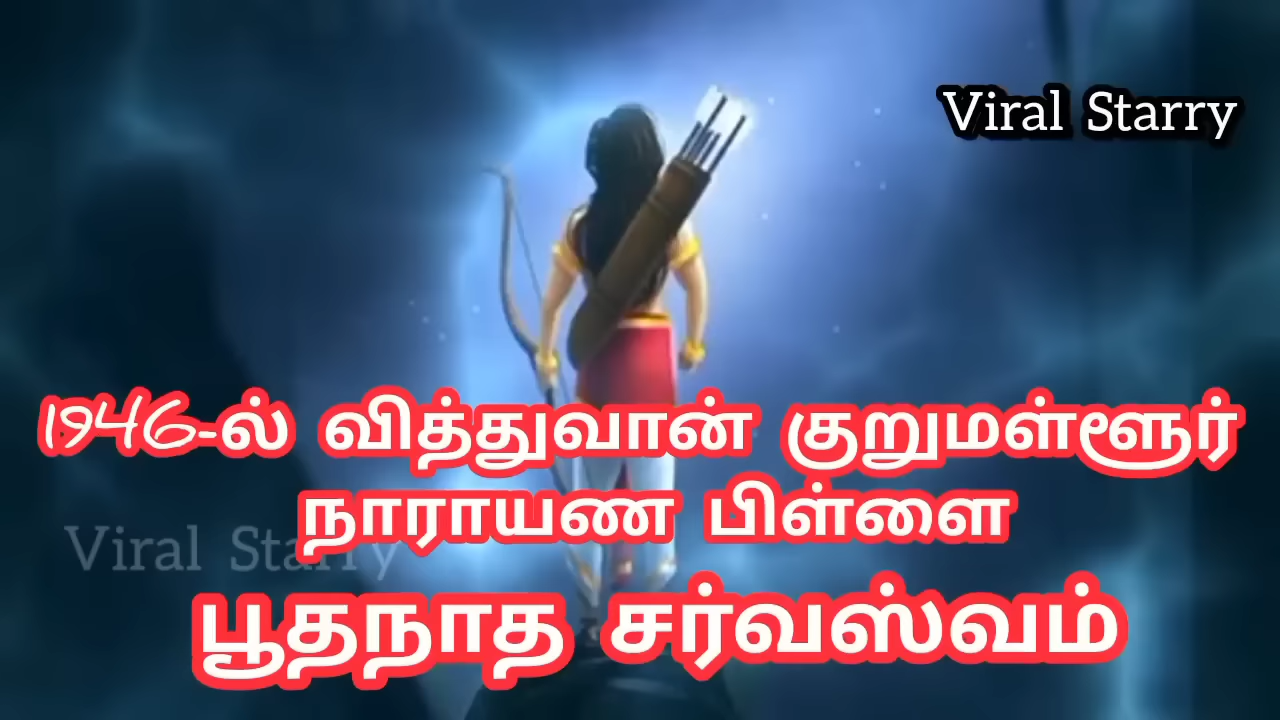 Viral Starry
1946-ல் வித்துவான் குறுமள்ளூர்
நாராயண பிள்ளை
Viral Starry
பூதநாத சர்வஸ்வம்